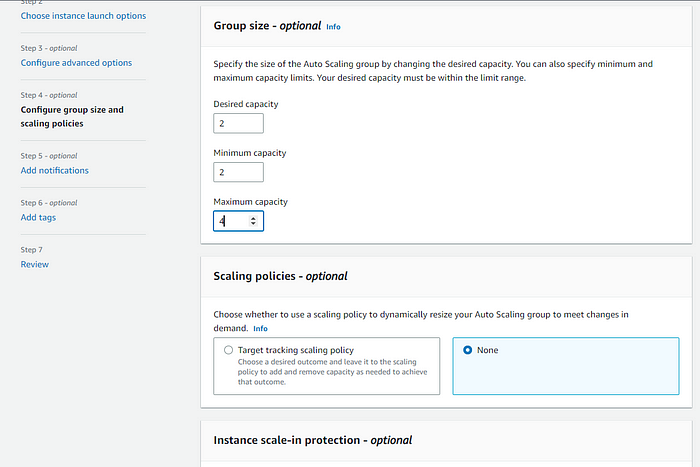 Step 2
Choose instance launch options
Step 3 - optional
Configure advanced options
Step 4 - optional
Configure group size and
scaling policies
Step 5 - optional
Add notifications
Step 6 - optional
Add tags
Step 7
Review
Group size - optional Info
Specify the size of the Auto Scaling group by changing the desired capacity. You can also specify minimum and
maximum capacity limits. Your desired capacity must be within the limit range.
Desired capacity
2
Minimum capacity
2
Maximum capacity
4
Scaling policies - optional
Choose whether to use a scaling policy to dynamically resize your Auto Scaling group to meet changes in
demand. Info
Target tracking scaling policy
Choose a desired outcome and leave it to the scaling
policy to add and remove capacity as needed to achieve
that outcome.
None
Instance scale-in protection - optional